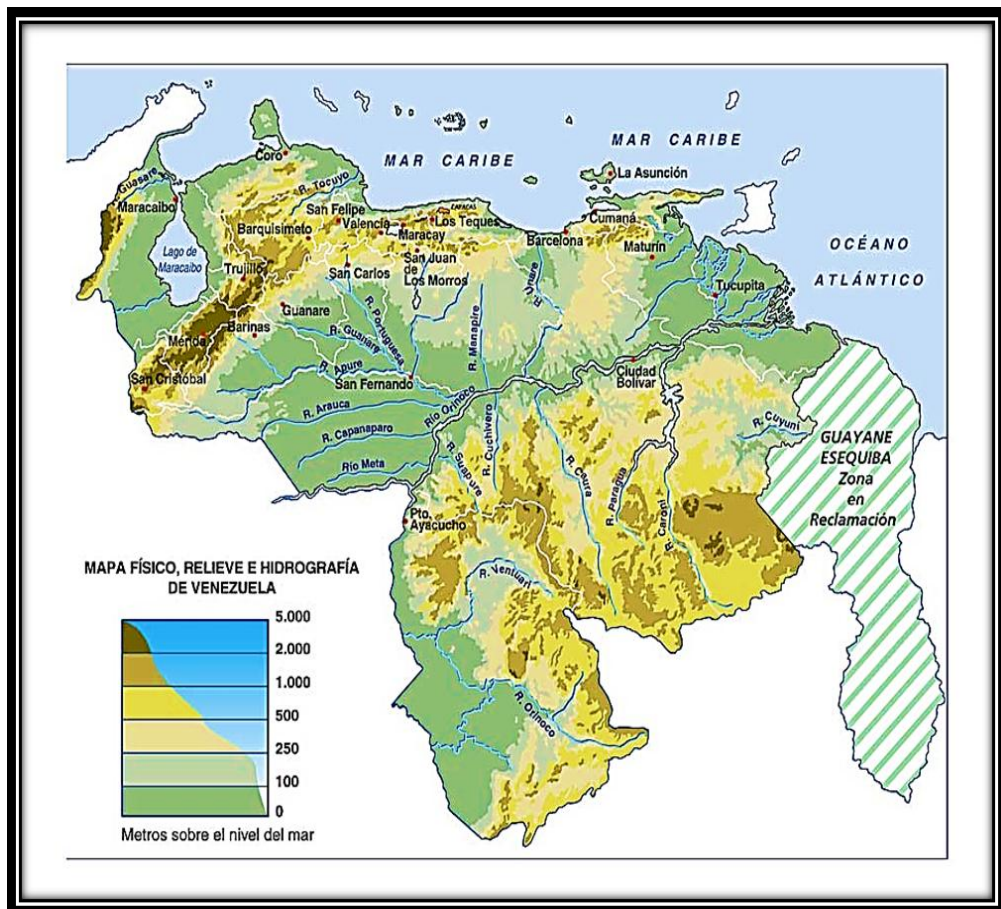 MAR CARIBE
MAR CARIBE
OCÉANO
ATLÁNTICO
Coro
La Asunción
Guasare
R. Tocuyo
Maracaibo
San Felipe
CARACAS
Los Teques
Cumaná
Valencia
Barquisimeto
Maracay
Barcelona
Maturín
Lago de
Maracaibo
San Juan
de
Los Morros
Trujillo
San Carlos
R. Unare
Tucupita
Guanare
R. Portuguesa
R. Manapire
Barinas
R. Guanare
Mérida
R. Apure
Ciudad
Bolívar
San Cristóbal
San Fernando
R. Arauca
Río Orinoco
R. Cuyuni
R. Capanaparo
GUAYANE
ESEQUIBA
Zona
en
Reclamación
R. Cuchivero
Río Meta
R. Suapure
R. Caura
R. Paragua
R. Caroní
Pto.
Ayacucho
R. Ventuari
R. Orinoco
MAPA FÍSICO, RELIEVE E HIDROGRAFÍA
DE VENEZUELA
5.000
2.000
1.000
500
250
100
0
Metros sobre el nivel del mar